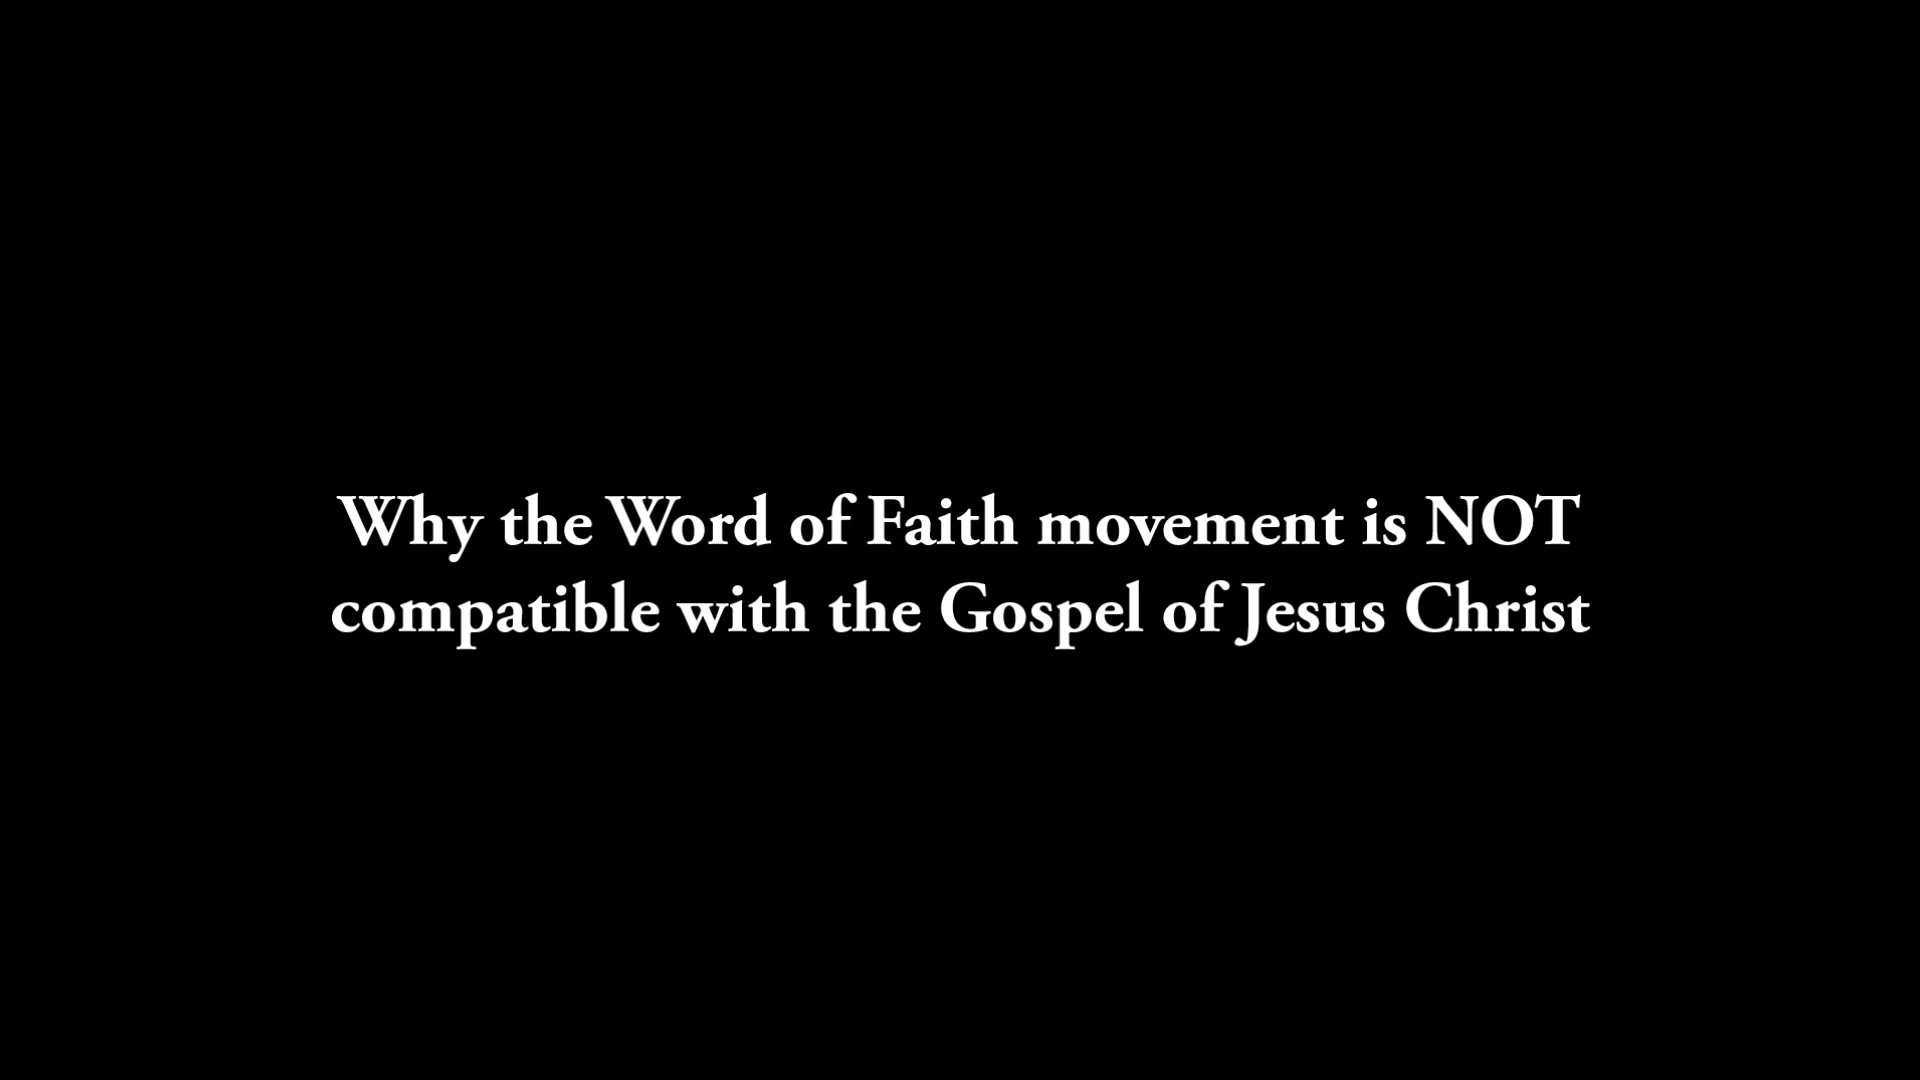 Why the Word of Faith movement is NOT
compatible with the Gospel of Jesus Christ